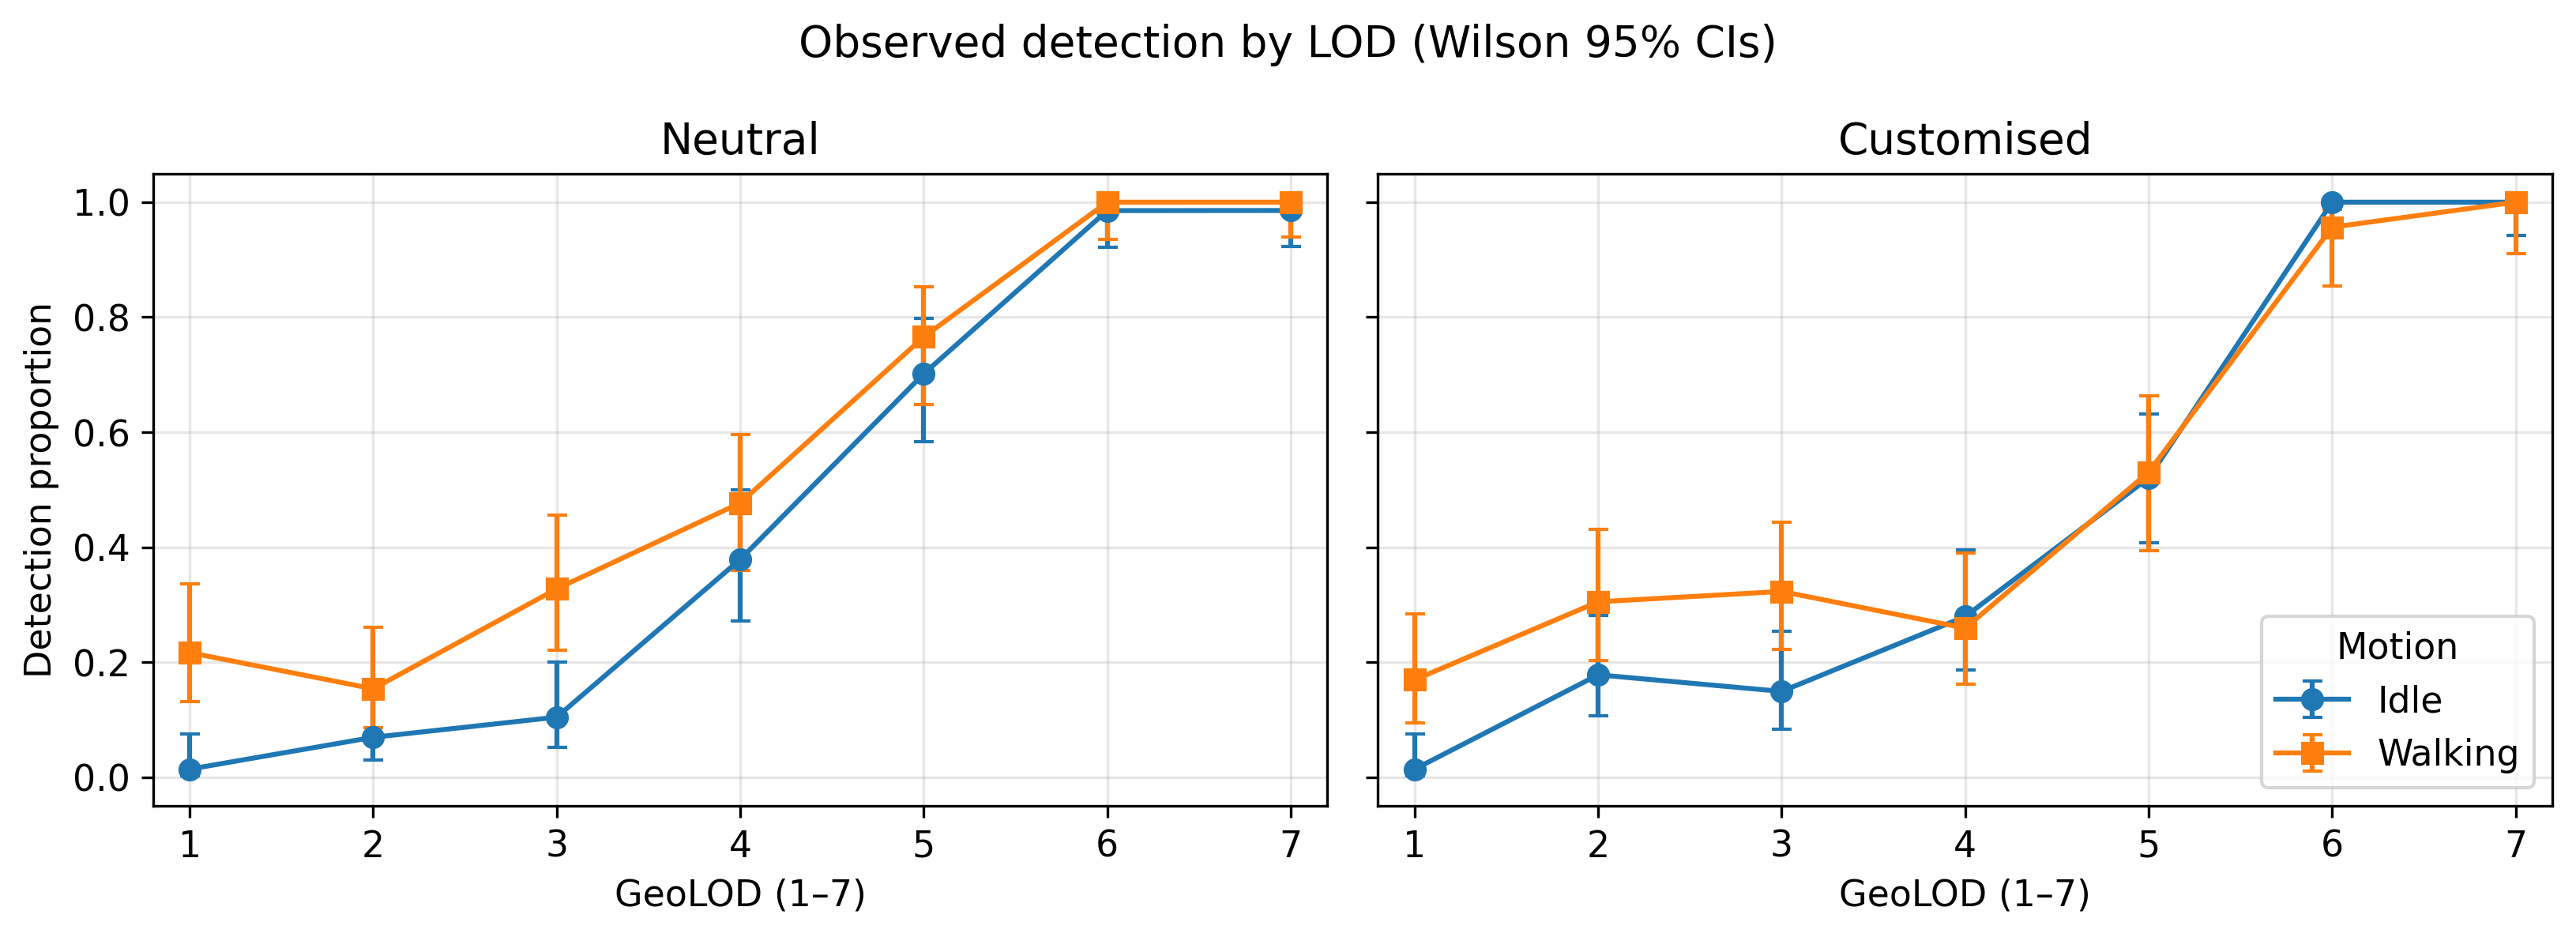 Observed detection by LOD (Wilson 95% CIs)
Neutral
Customised
Detection proportion
1.0
0.8
0.6
0.4
0.2
0.0
1 2 3 4 5 6 7
GeoLOD (1–7)
1 2 3 4 5 6 7
GeoLOD (1–7)
Motion
Idle
Walking